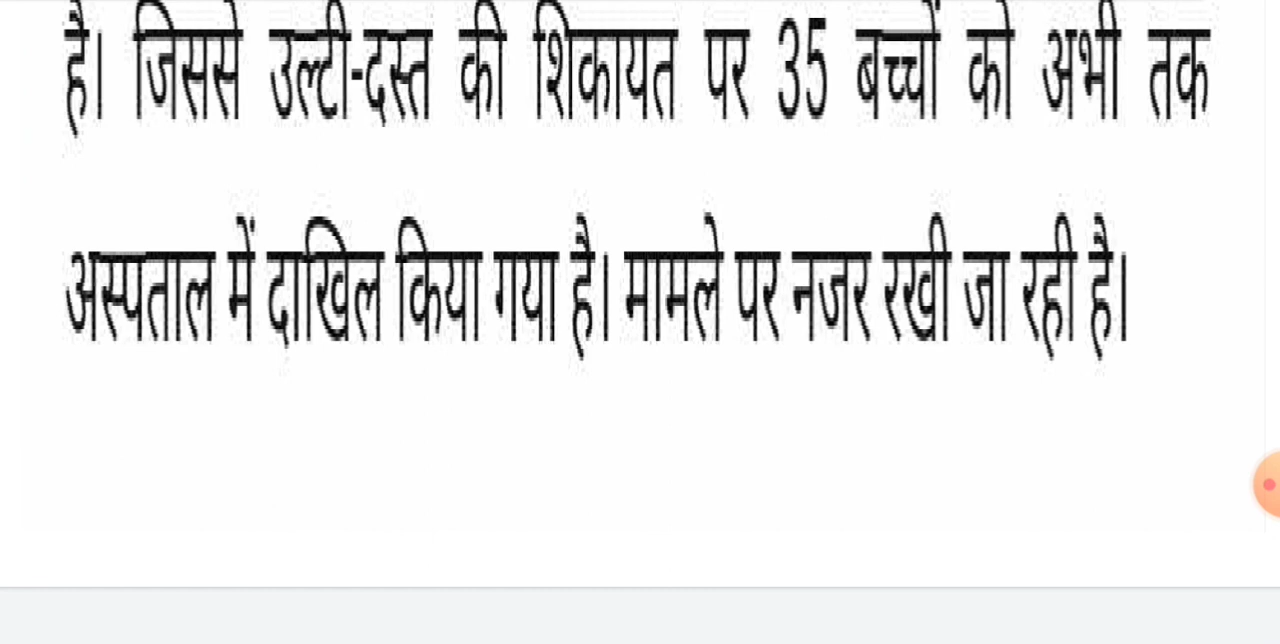 है। जिससे उल्टी-दस्त की शिकायत पर 35 बच्चों को अभी तक
अस्पताल में दाखिल किया गया है। मामले पर नजर रखी जा रही है।